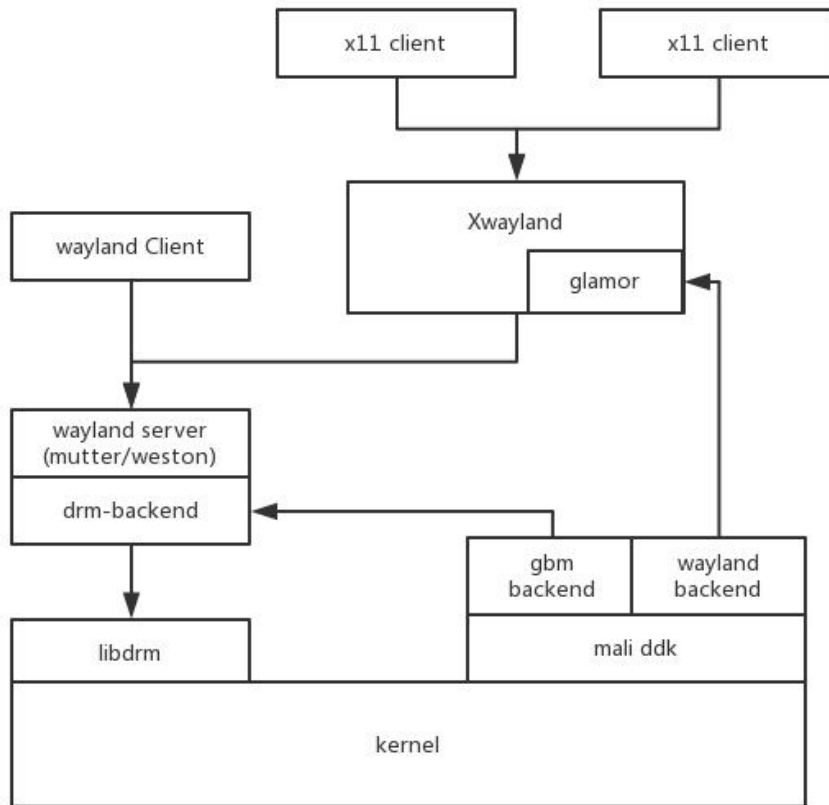 x11 client
x11 client
Xwayland
glamor
wayland Client
wayland server
(mutter/weston)
drm-backend
gbm
backend
wayland
backend
libdrm
mali ddk
kernel